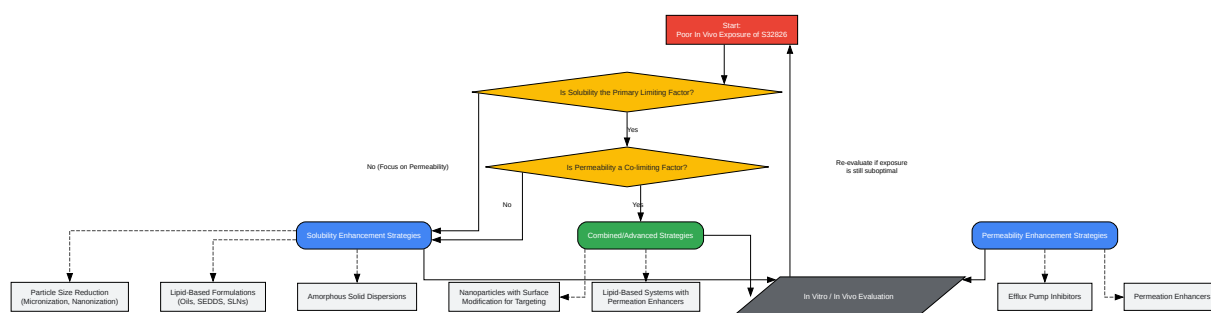 Start:
Poor In Vivo Exposure of S32826
Is Solubility the Primary Limiting Factor?
Yes
No (Focus on Permeability)
Is Permeability a Co-limiting Factor?
Re-evaluate if exposure
is still suboptimal
No
Yes
Solubility Enhancement Strategies
Combined/Advanced Strategies
Permeability Enhancement Strategies
Particle Size Reduction
(Micronization, Nanonization)
Lipid-Based Formulations
(Oils, SEDDS, SLNs)
Amorphous Solid Dispersions
Nanoparticles with Surface
Modification for Targeting
Lipid-Based Systems with
Permeation Enhancers
In Vitro / In Vivo Evaluation
Efflux Pump Inhibitors
Permeation Enhancers